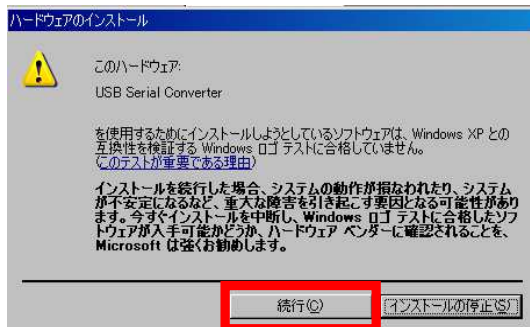 ハードウェアのインストール
このハードウェア:
USB Serial Converter
を使用するためにインストールしようとしているソフトウェアは、Windows XP との
互換性を検証する Windows ロゴ テストに合格していません。
(このテストが重要である理由)
インストールを続行した場合、システムの動作が損なわれたり、システム
が不安定になるなど、重大な障害を引き起こす要因となる可能性があり
ます。今すぐインストールを中断し、Windows ロゴ テストに合格したソフ
トウェアが入手可能かどうか、ハードウェア ベンダーに確認されることを、
Microsoft は強くお勧めします。
続行(C)
インストールの停止(S)